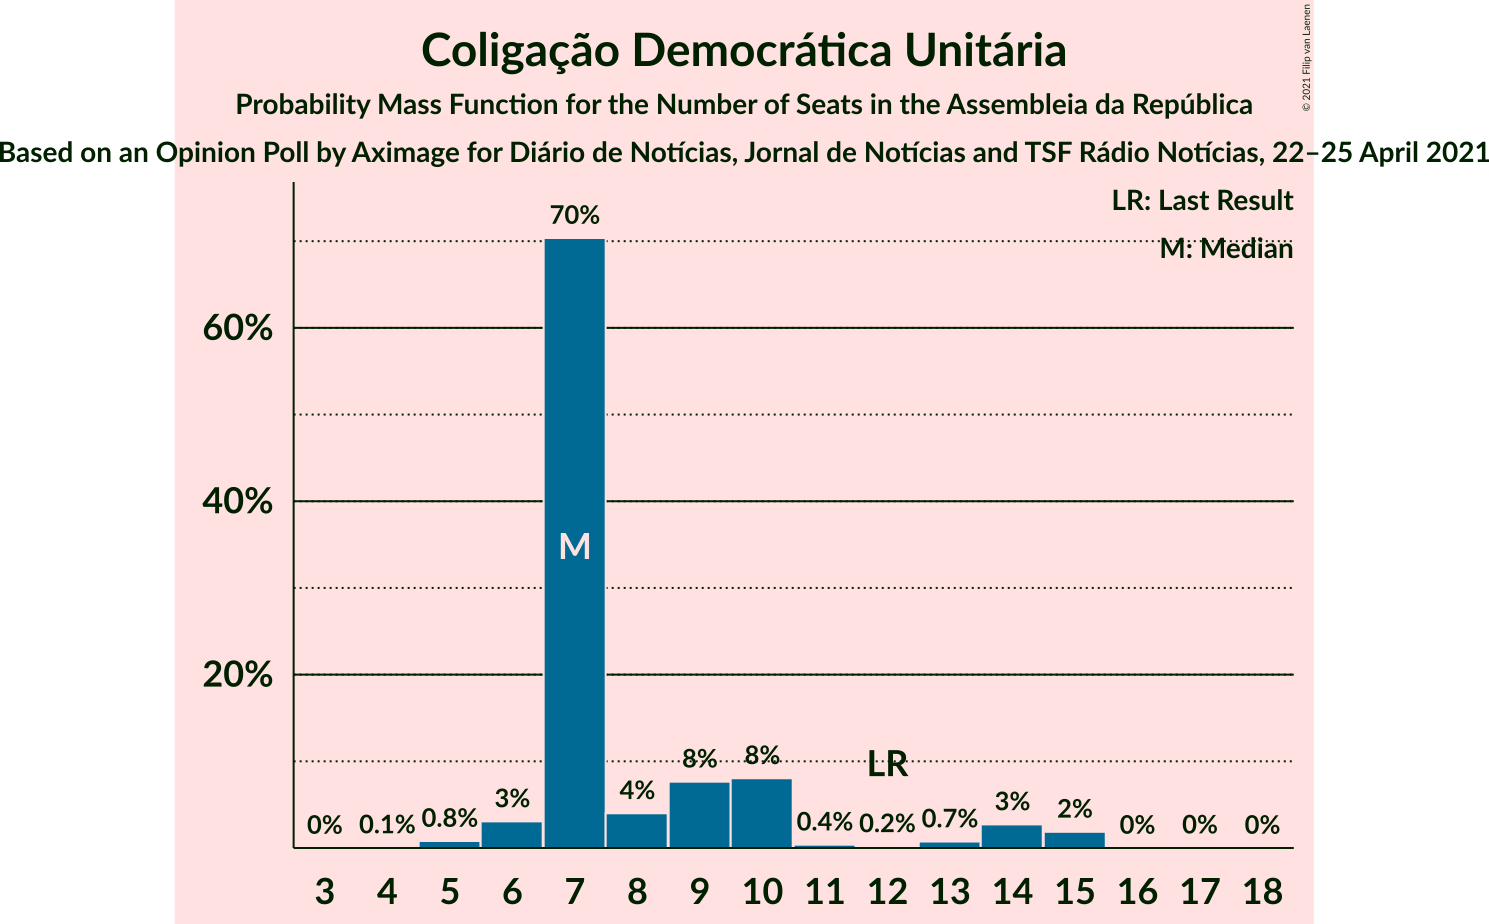 Coligação Democrática Unitária
Probability Mass Function for the Number of Seats in the Assembleia da República
Based on an Opinion Poll by Aximage for Diário de Notícias, Jornal de Notícias and TSF Rádio Notícias, 22–25 April 2021
© 2021 Filip van Laenen
LR: Last Result
M: Median
60%
40%
20%
0% 0.1% 0.8% 3% 70% 4% 8% 8% 0.4% 0.2% 0.7% 3% 2% 0% 0% 0%
M
LR
3 4 5 6 7 8 9 10 11 12 13 14 15 16 17 18